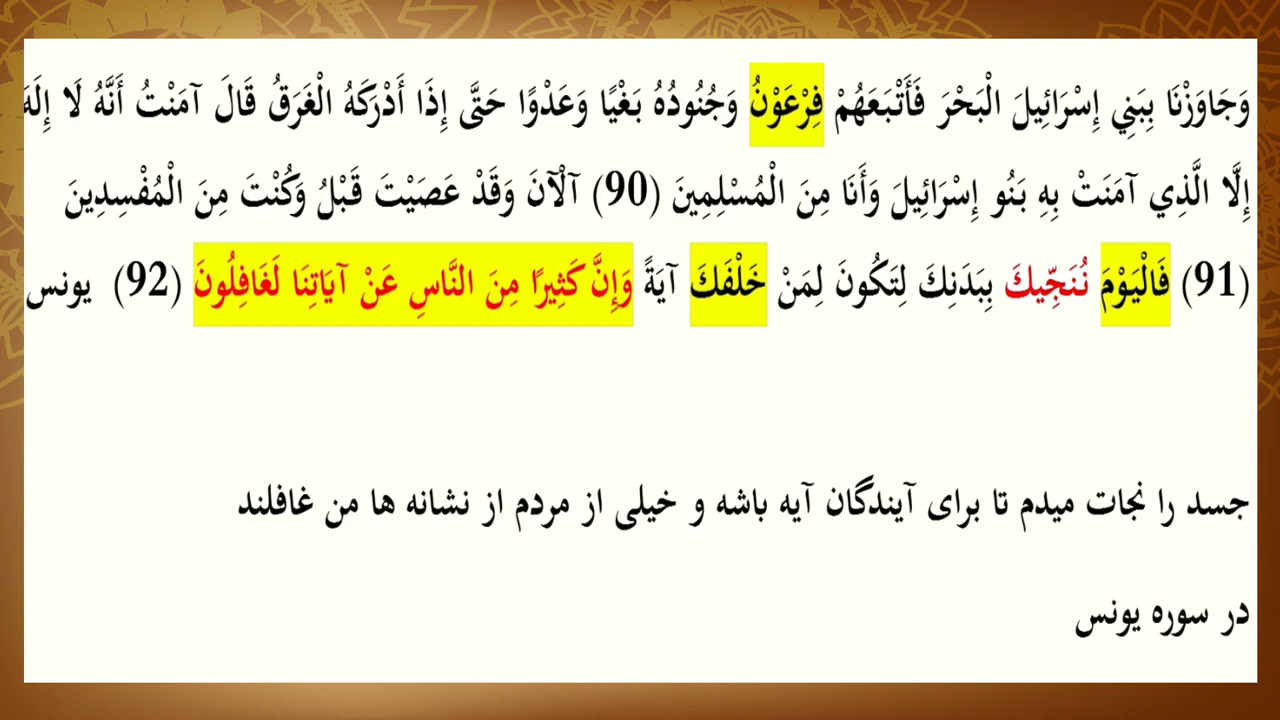 وَجَاوَزْنَا بِبَنِي إِسْرَائِيلَ الْبَحْرَ فَأَتْبَعَهُمْ فِرْعَوْنُ وَجُنُودُهُ بَغْيًا وَعَدْوًا حَتَّى إِذَا أَدْرَكَهُ الْغَرَقُ قَالَ آمَنْتُ أَنَّهُ لَا إِلَهَ
إِلَّا الَّذِي آمَنَتْ بِهِ بَنُو إِسْرَائِيلَ وَأَنَا مِنَ الْمُسْلِمِينَ (90) آلْآنَ وَقَدْ عَصَيْتَ قَبْلُ وَكُنْتَ مِنَ الْمُفْسِدِينَ
(91) فَالْيَوْمَ نُنَجِّيكَ بِبَدَنِكَ لِتَكُونَ لِمَنْ خَلْفَكَ آيَةً وَإِنَّ كَثِيرًا مِنَ النَّاسِ عَنْ آيَاتِنَا لَغَافِلُونَ (92) يونس
جسد را نجات میدم تا برای آیندگان آیه باشه و خیلی از مردم از نشانه ها من غافلند
در سوره یونس